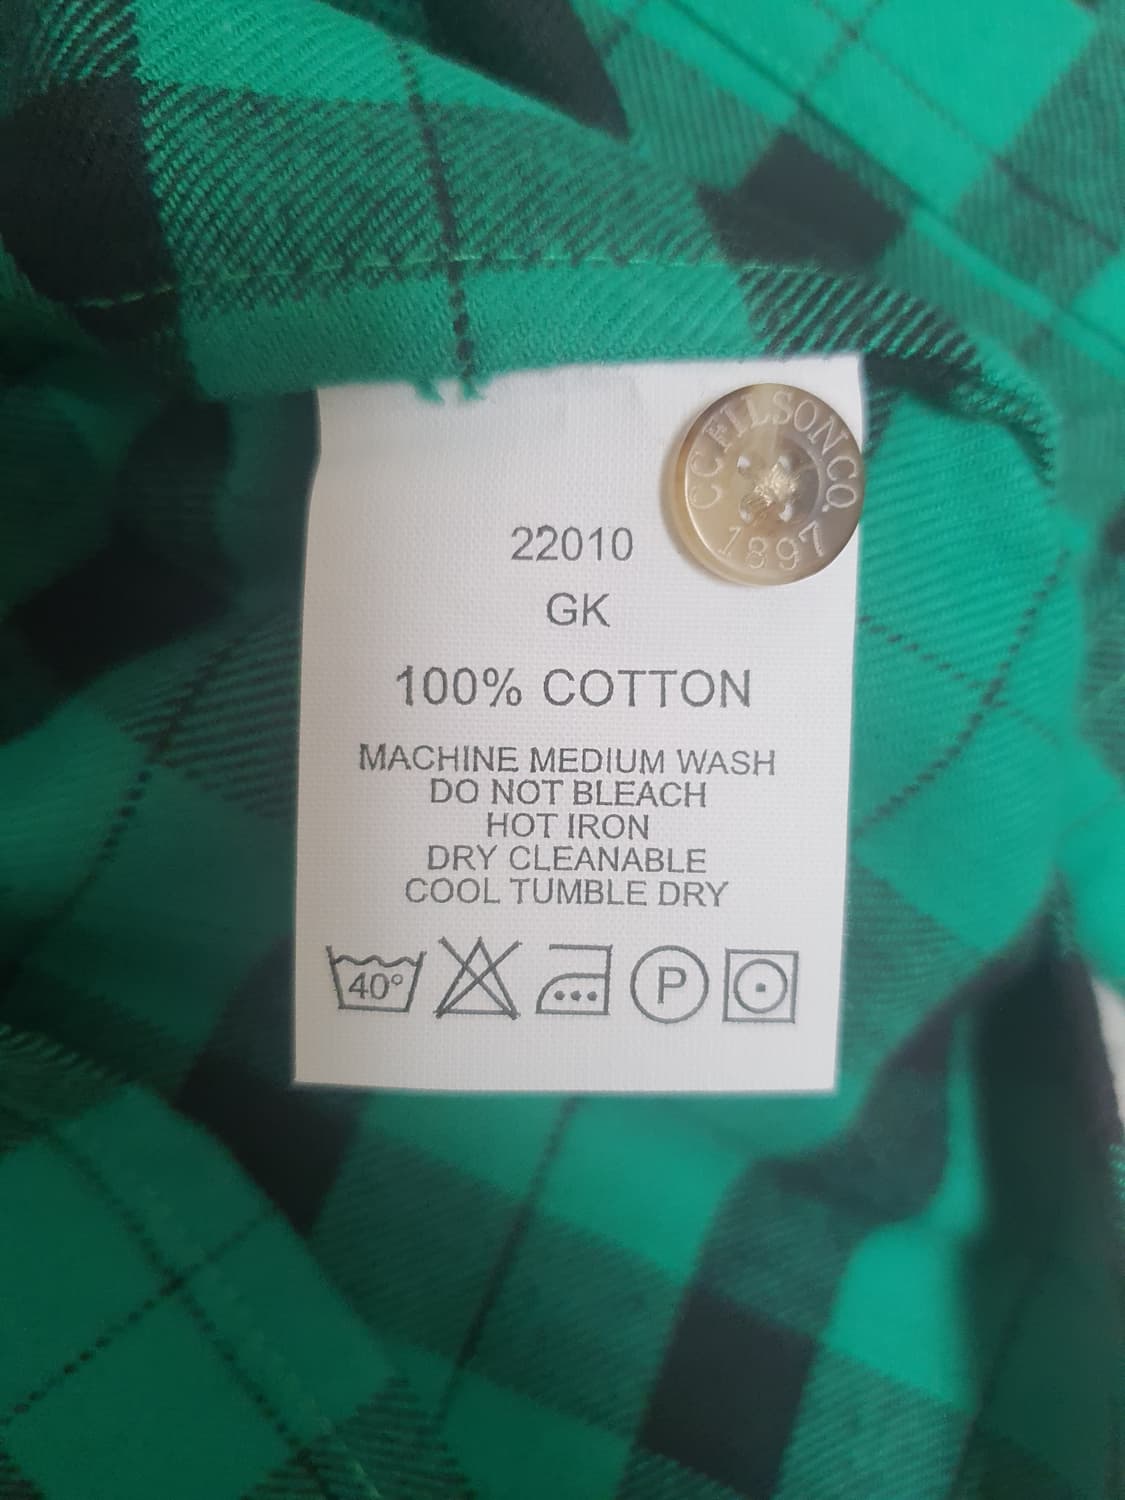 CC FILSON CO.
1897
22010
GK
100% COTTON
MACHINE MEDIUM WASH
DO NOT BLEACH
HOT IRON
DRY CLEANABLE
COOL TUMBLE DRY
40° P